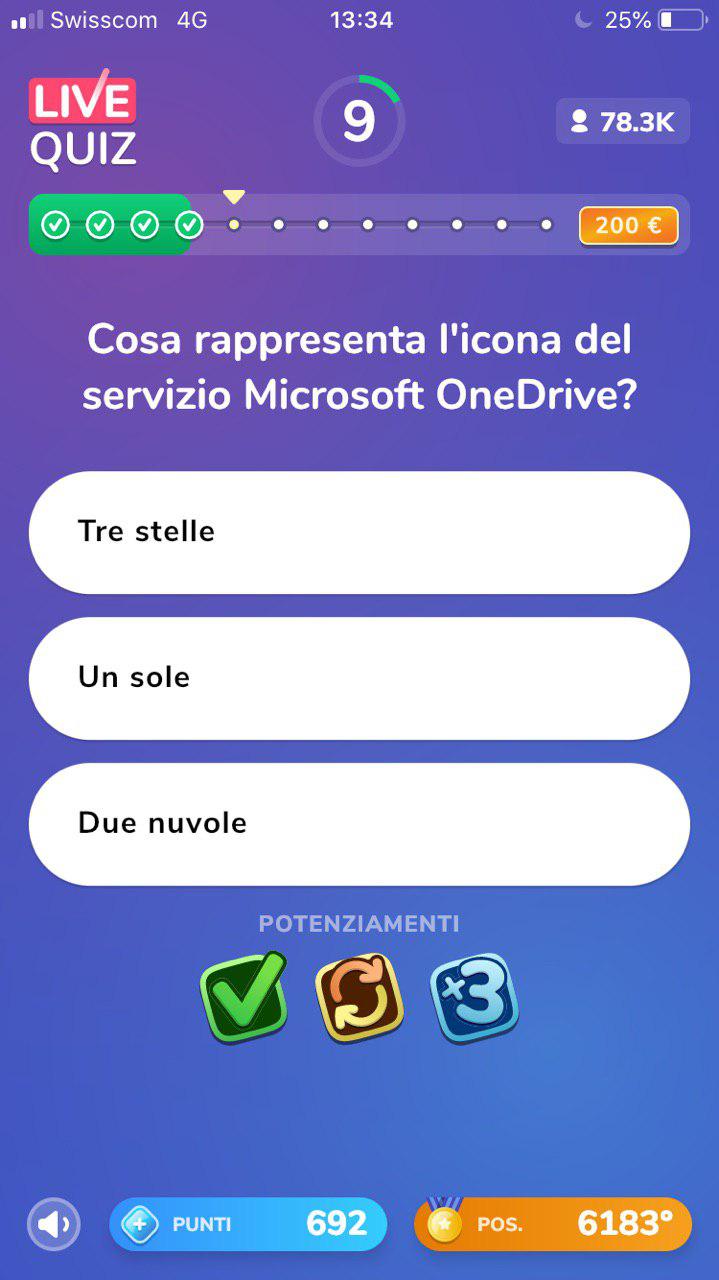 Swisscom 4G 13:34 25%
LIVE
QUIZ
9
78.3K
200 €
Cosa rappresenta l'icona del
servizio Microsoft OneDrive?
Tre stelle
Un sole
Due nuvole
POTENZIAMENTI
×3
PUNTI 692
POS. 6183°